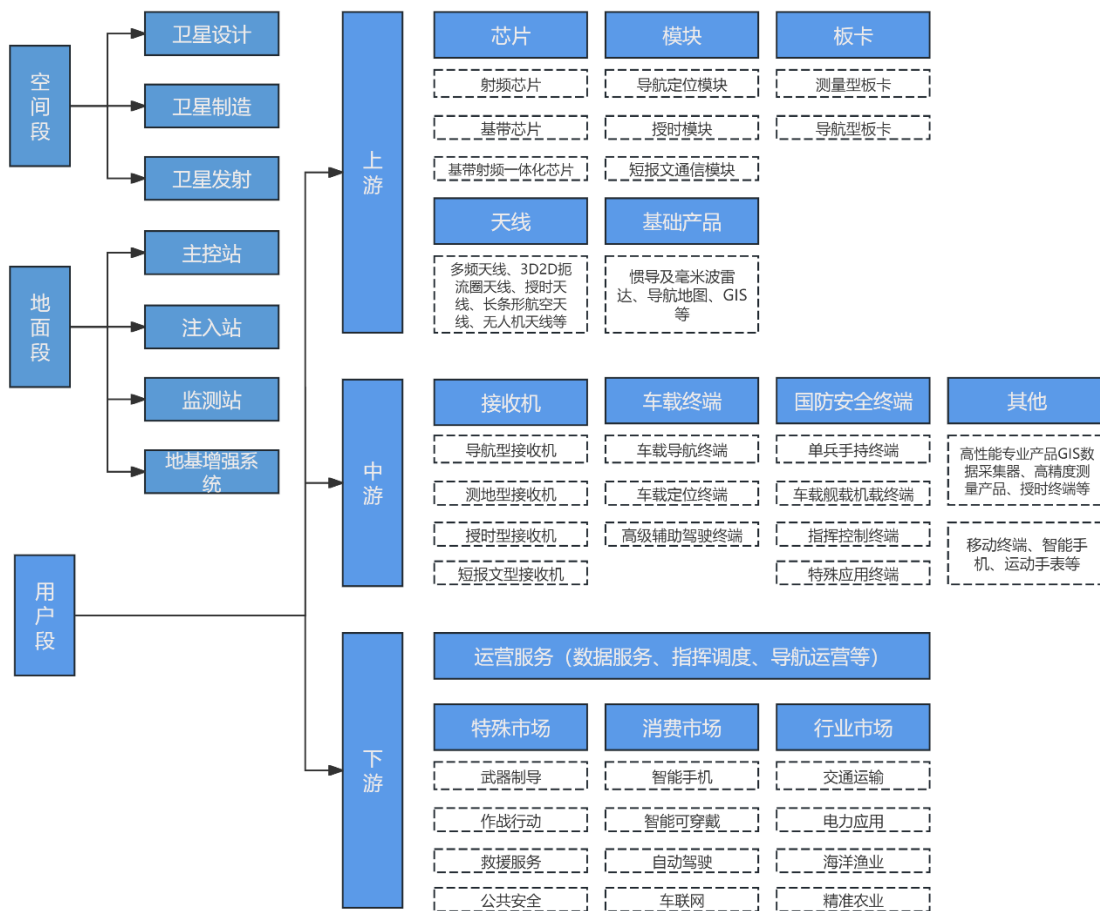 空
间
段
卫星设计
卫星制造
卫星发射
地
面
段
主控站
注入站
监测站
地基增强系
统
用
户
段
上
游
芯片
射频芯片
基带芯片
基带射频一体化芯片
模块
导航定位模块
授时模块
短报文通信模块
板卡
测量型板卡
导航型板卡
天线
多频天线、3D2D扼
流圈天线、授时天
线、长条形航空天
线、无人机天线等
基础产品
惯导及毫米波雷
达、导航地图、GIS
等
中
游
接收机
导航型接收机
测地型接收机
授时型接收机
短报文型接收机
车载终端
车载导航终端
车载定位终端
高级辅助驾驶终端
国防安全终端
单兵手持终端
车载舰载机载终端
指挥控制终端
特殊应用终端
其他
高性能专业产品GIS数
据采集器、高精度测
量产品、授时终端等
移动终端、智能手
机、运动手表等
下
游
运营服务（数据服务、指挥调度、导航运营等）
特殊市场
武器制导
作战行动
救援服务
公共安全
消费市场
智能手机
智能可穿戴
自动驾驶
车联网
行业市场
交通运输
电力应用
海洋渔业
精准农业